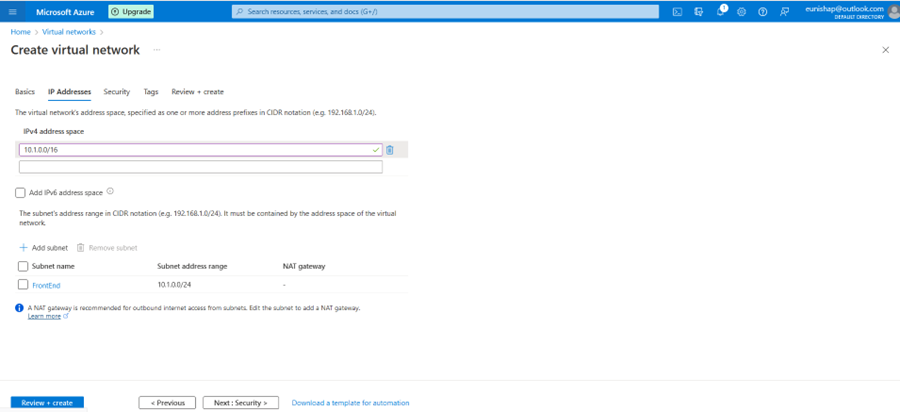 Microsoft Azure
Upgrade
Search resources, services, and docs (G+/)
1
eunishap@outlook.com
DEFAULT DIRECTORY
Home > Virtual networks >
Create virtual network ...
Basics IP Addresses Security Tags Review + create
The virtual network's address space, specified as one or more address prefixes in CIDR notation (e.g. 192.168.1.0/24).
IPv4 address space
10.1.0.0/16
Add IPv6 address space
The subnet's address range in CIDR notation (e.g. 192.168.1.0/24). It must be contained by the address space of the virtual
network.
+ Add subnet Remove subnet
Subnet name Subnet address range NAT gateway
FrontEnd 10.1.0.0/24 -
A NAT gateway is recommended for outbound internet access from subnets. Edit the subnet to add a NAT gateway.
Learn more
Review + create < Previous Next : Security > Download a template for automation